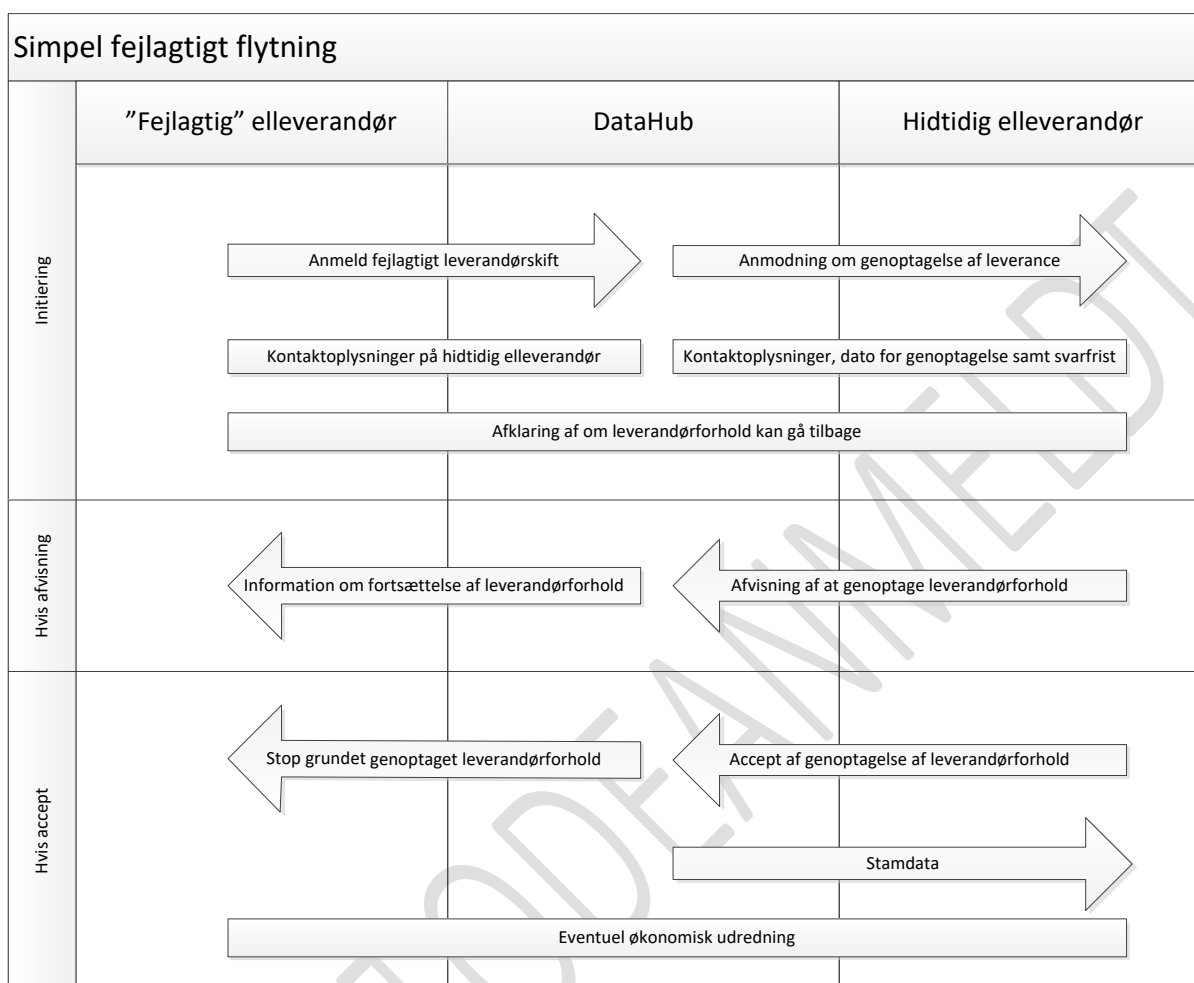 Simpel fejlagtigt flytning
”Fejlagtig” elleverandør
DataHub
Hidtidig elleverandør
Initiering
Anmeld fejlagtigt leverandørskift
Anmodning om genoptagelse af leverance
Kontaktoplysninger på hidtidig elleverandør
Kontaktoplysninger, dato for genoptagelse samt svarfrist
Afklaring af om leverandørforhold kan gå tilbage
Hvis afvisning
Information om fortsættelse af leverandørforhold
Afvisning af at genoptage leverandørforhold
Hvis accept
Stop grundet genoptaget leverandørforhold
Accept af genoptagelse af leverandørforhold
Stamdata
Eventuel økonomisk udredning